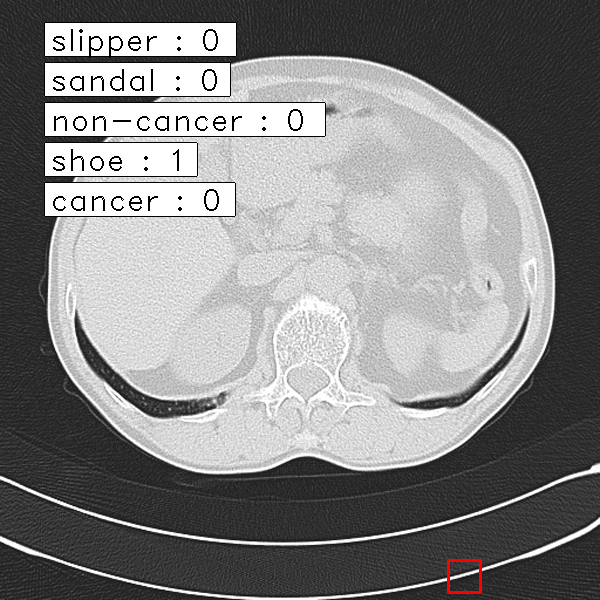 slipper : 0
sandal : 0
non-cancer : 0
shoe : 1
cancer : 0